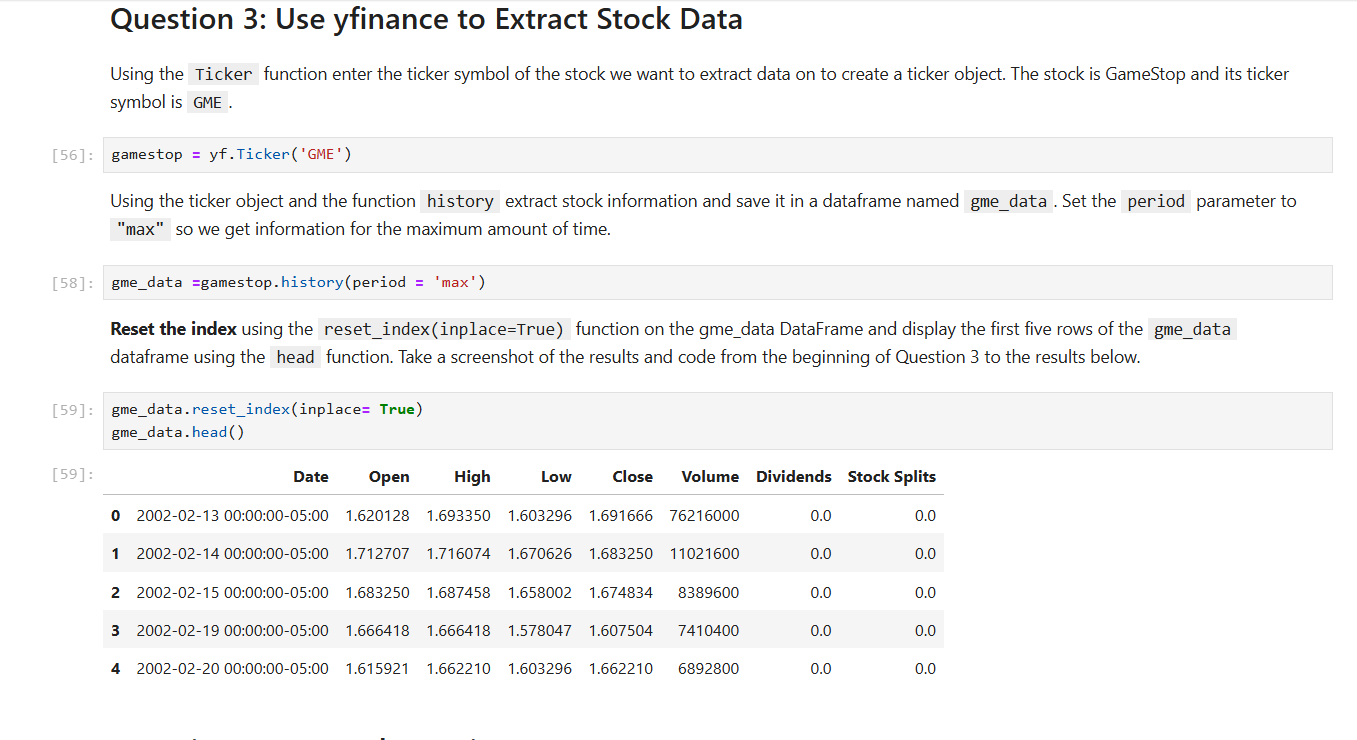 Question 3: Use yfinance to Extract Stock Data
Using the Ticker function enter the ticker symbol of the stock we want to extract data on to create a ticker object. The stock is GameStop and its ticker
symbol is GME .
[56]: gamestop = yf.Ticker('GME')
Using the ticker object and the function history extract stock information and save it in a dataframe named gme_data . Set the period parameter to
"max" so we get information for the maximum amount of time.
[58]: gme_data =gamestop.history(period = 'max')
Reset the index using the reset_index(inplace=True) function on the gme_data DataFrame and display the first five rows of the gme_data
dataframe using the head function. Take a screenshot of the results and code from the beginning of Question 3 to the results below.
[59]: gme_data.reset_index(inplace= True)
gme_data.head()
[59]: Date Open High Low Close Volume Dividends Stock Splits
0 2002-02-13 00:00:00-05:00 1.620128 1.693350 1.603296 1.691666 76216000 0.0 0.0
1 2002-02-14 00:00:00-05:00 1.712707 1.716074 1.670626 1.683250 11021600 0.0 0.0
2 2002-02-15 00:00:00-05:00 1.683250 1.687458 1.658002 1.674834 8389600 0.0 0.0
3 2002-02-19 00:00:00-05:00 1.666418 1.666418 1.578047 1.607504 7410400 0.0 0.0
4 2002-02-20 00:00:00-05:00 1.615921 1.662210 1.603296 1.662210 6892800 0.0 0.0